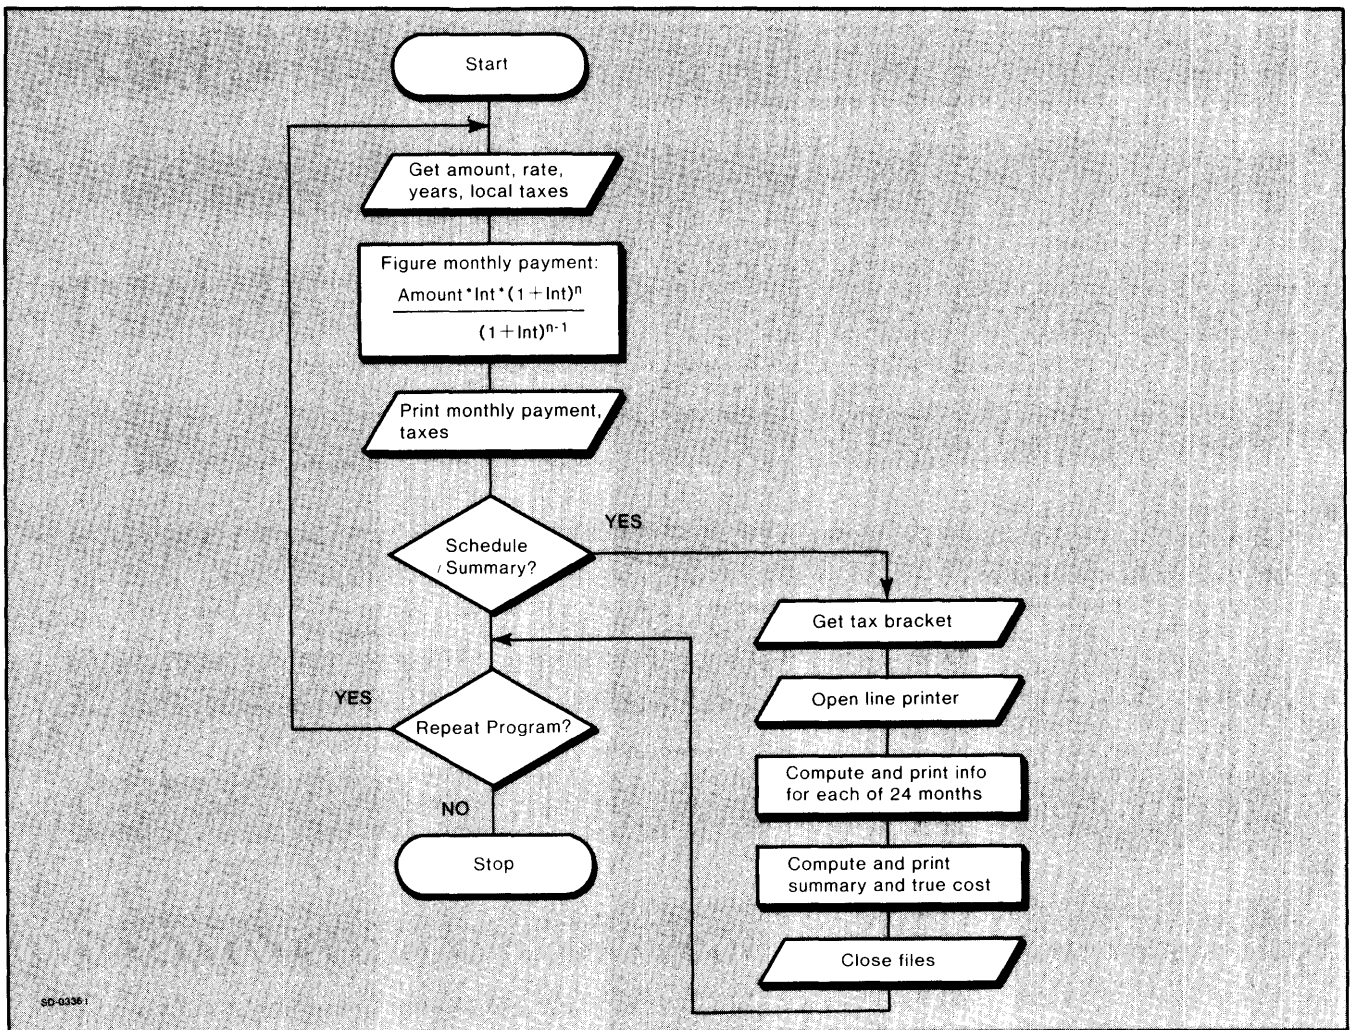 Start
Get amount, rate,
years, local taxes
Figure monthly payment:
Amount*Int*(1+Int)ⁿ
(1+Int)ⁿ⁻¹
Print monthly payment,
taxes
Schedule
/Summary?
YES
Get tax bracket
Open line printer
Compute and print info
for each of 24 months
Compute and print
summary and true cost
Close files
Repeat Program?
YES
NO
Stop